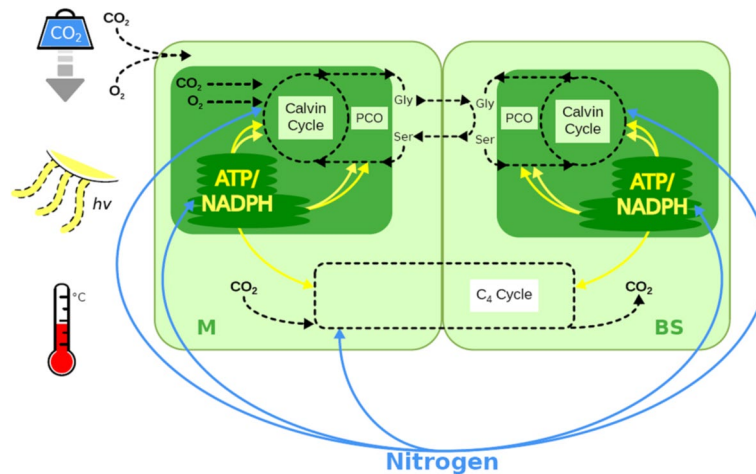 CO₂
CO₂
O₂
hv
°C
CO₂
O₂
Calvin
Cycle
PCO
Gly
Ser
ATP/
NADPH
Gly
Ser
PCO
Calvin
Cycle
ATP/
NADPH
CO₂
C₄ Cycle
CO₂
M
BS
Nitrogen